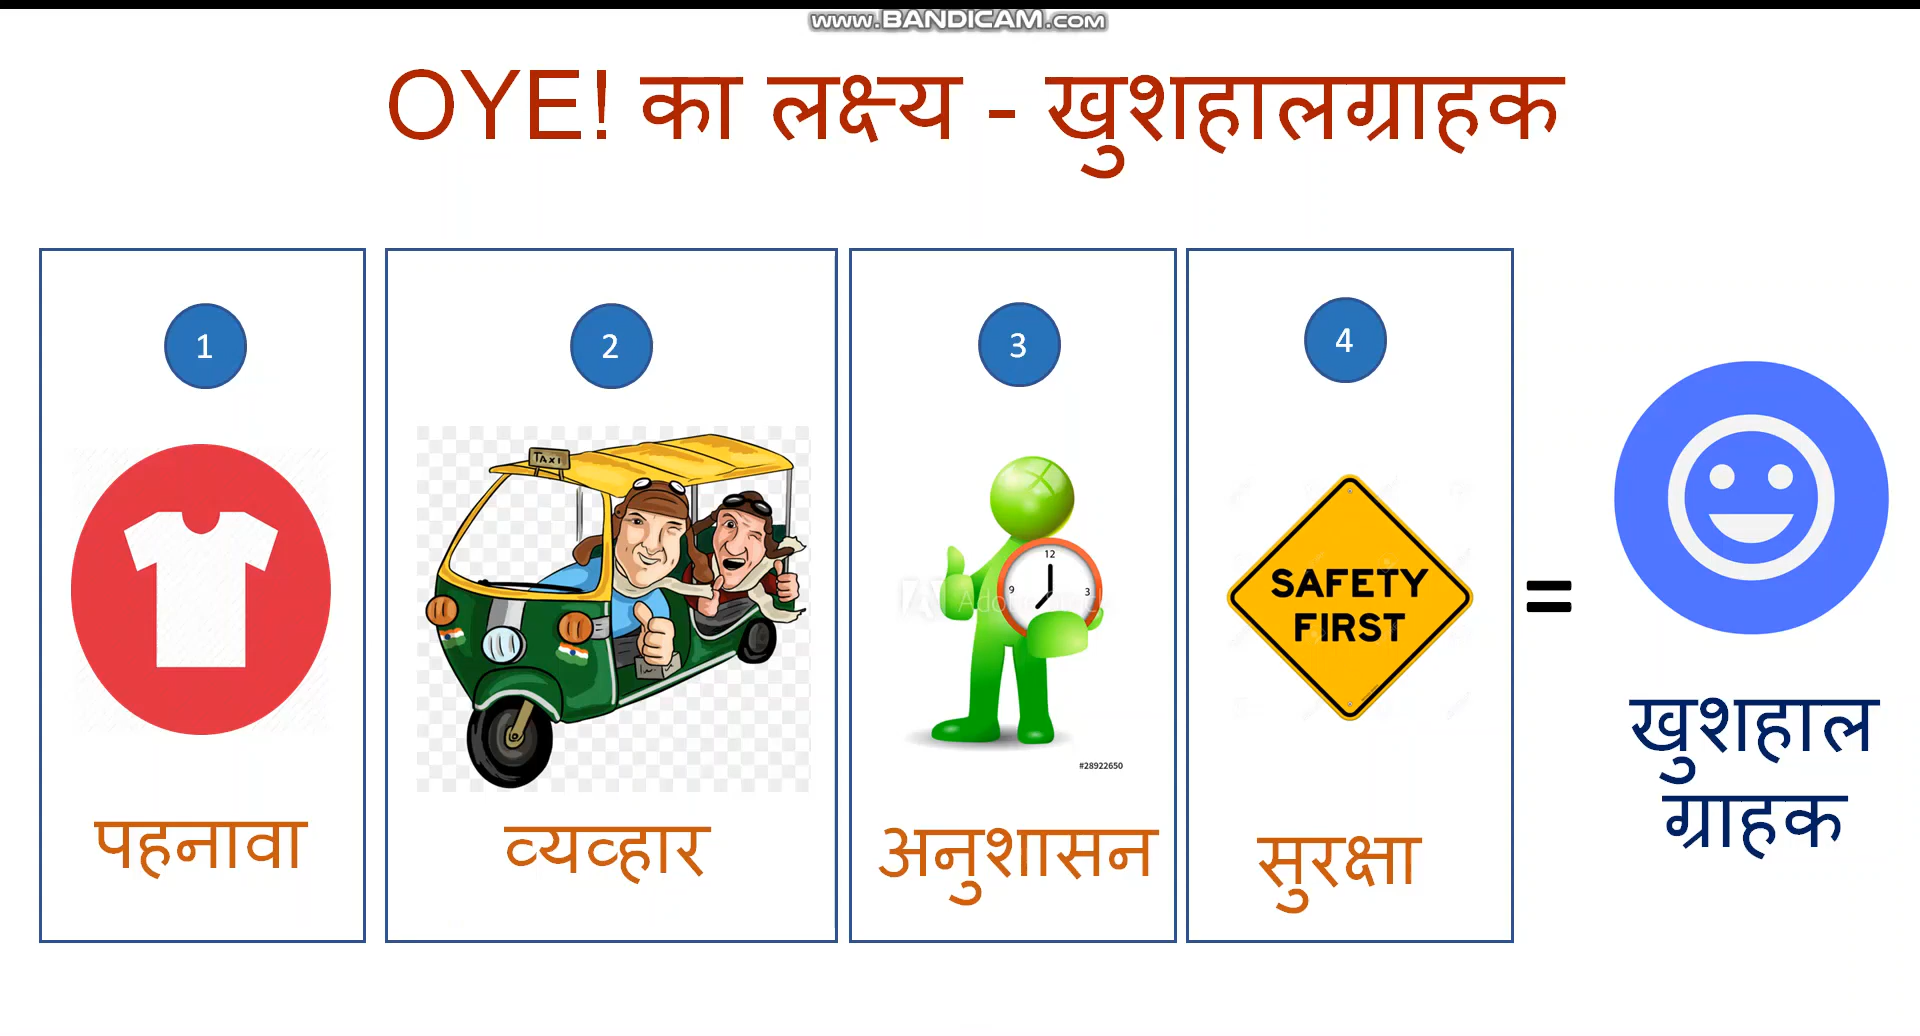 www.BANDICAM.com
OYE! का लक्ष्य - खुशहालग्राहक
1
2
3
4
TAXI
12
9
3
SAFETY
FIRST
=
#28922650
पहनावा
व्यव्हार
अनुशासन
सुरक्षा
खुशहाल
ग्राहक